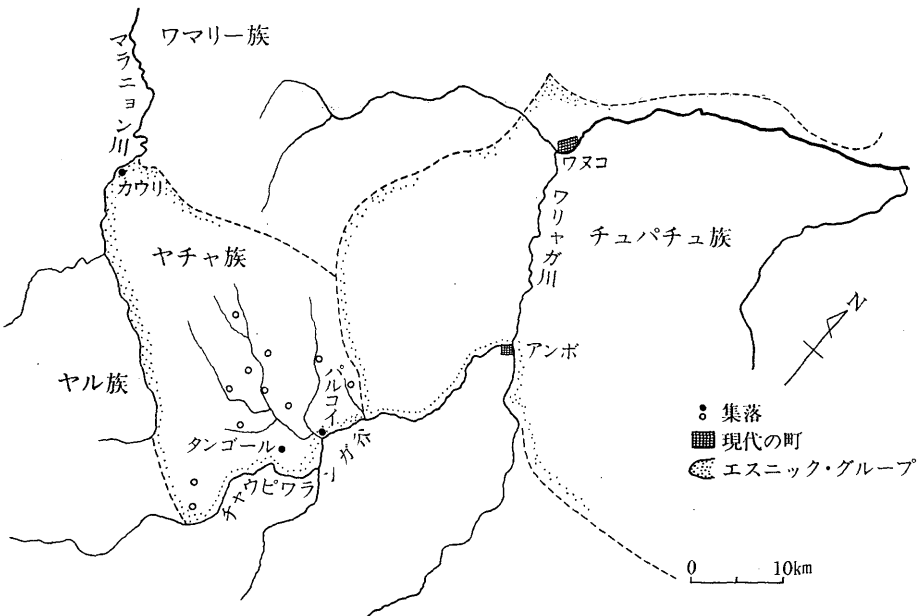 マラニョン川
ワマリー族
カウリ
ヤチャ族
ワヌコ
ワリャガ川
チュパチュ族
アンボ
ヤル族
パルコイ
タンゴール
チャウピワランガ谷
N
集落
現代の町
エスニック・グループ
0 10km